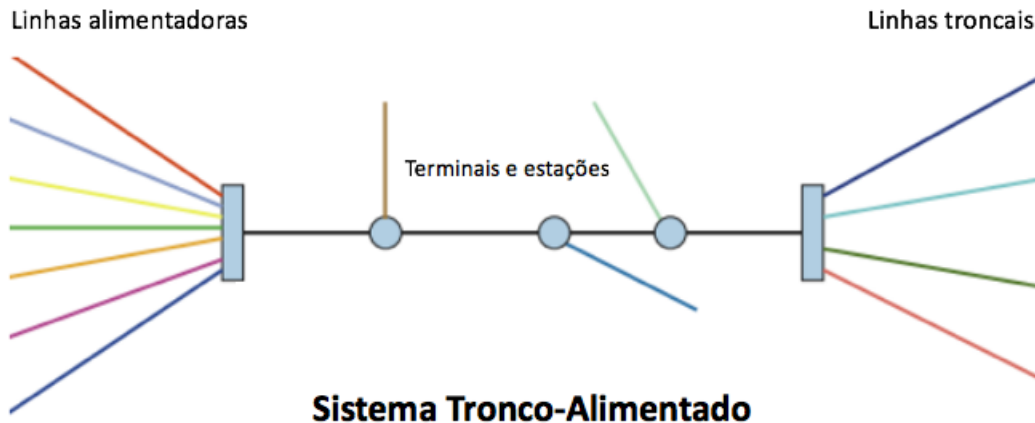 Linhas alimentadoras
Linhas troncais
Terminais e estações
Sistema Tronco-Alimentado